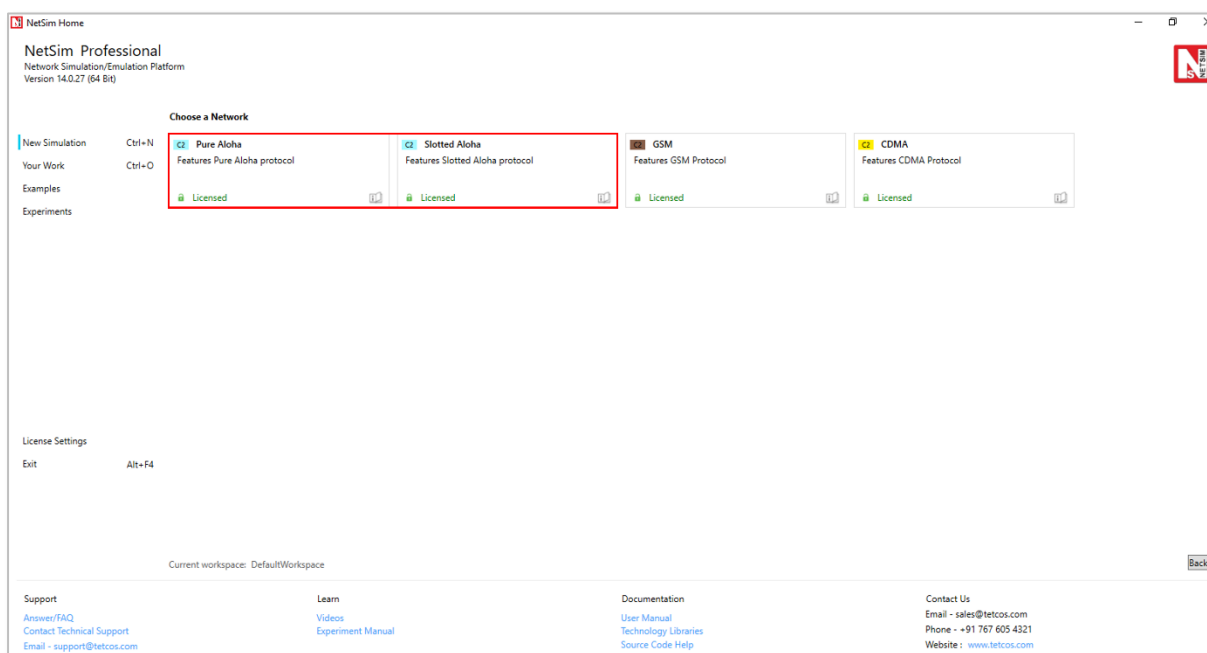 NetSim Home
NetSim Professional
Network Simulation/Emulation Platform
Version 14.0.27 (64 Bit)
NETSIM
Choose a Network
New Simulation Ctrl+N
Your Work Ctrl+O
Examples
Experiments
C2 Pure Aloha
Features Pure Aloha protocol
Licensed
C2 Slotted Aloha
Features Slotted Aloha protocol
Licensed
C2 GSM
Features GSM Protocol
Licensed
C2 CDMA
Features CDMA Protocol
Licensed
License Settings
Exit Alt+F4
Current workspace: DefaultWorkspace
Back
Support
Answer/FAQ
Contact Technical Support
Email - support@tetcos.com
Learn
Videos
Experiment Manual
Documentation
User Manual
Technology Libraries
Source Code Help
Contact Us
Email - sales@tetcos.com
Phone - +91 767 605 4321
Website : www.tetcos.com